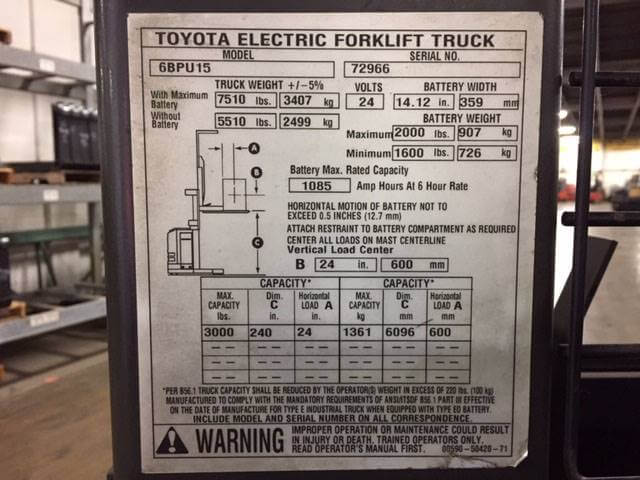 TOYOTA ELECTRIC FORKLIFT TRUCK
MODEL SERIAL NO.
6BPU15 72966
TRUCK WEIGHT +/-5% VOLTS BATTERY WIDTH
With Maximum Battery 7510 lbs. 3407 kg 24 14.12 in. 359 mm
Without Battery 5510 lbs. 2499 kg BATTERY WEIGHT
Maximum 2000 lbs. 907 kg
Minimum 1600 lbs. 726 kg
A
B
C
Battery Max. Rated Capacity
1085 Amp Hours At 6 Hour Rate
HORIZONTAL MOTION OF BATTERY NOT TO
EXCEED 0.5 INCHES (12.7 mm)
ATTACH RESTRAINT TO BATTERY COMPARTMENT AS REQUIRED
CENTER ALL LOADS ON MAST CENTERLINE
Vertical Load Center
B 24 in. 600 mm
CAPACITY* CAPACITY*
MAX. CAPACITY lbs. Dim. C in. Horizontal LOAD A in. MAX. CAPACITY kg Dim. C mm Horizontal LOAD A mm
3000 240 24 1361 6096 600
-- -- -- -- -- --
-- -- -- -- -- --
-- -- -- -- -- --
*PER B56.1 TRUCK CAPACITY SHALL BE REDUCED BY THE OPERATOR(S) WEIGHT IN EXCESS OF 220 lbs. (100 kg)
MANUFACTURED TO COMPLY WITH THE MANDATORY REQUIREMENTS OF ANSI/ITSDF B56.1 PART III EFFECTIVE
ON THE DATE OF MANUFACTURE FOR TYPE E INDUSTRIAL TRUCK WHEN EQUIPPED WITH TYPE EO BATTERY.
INCLUDE MODEL AND SERIAL NUMBER ON ALL CORRESPONDENCE.
WARNING IMPROPER OPERATION OR MAINTENANCE COULD RESULT
IN INJURY OR DEATH. TRAINED OPERATORS ONLY.
READ OPERATOR'S MANUAL FIRST. 00590-50420-71